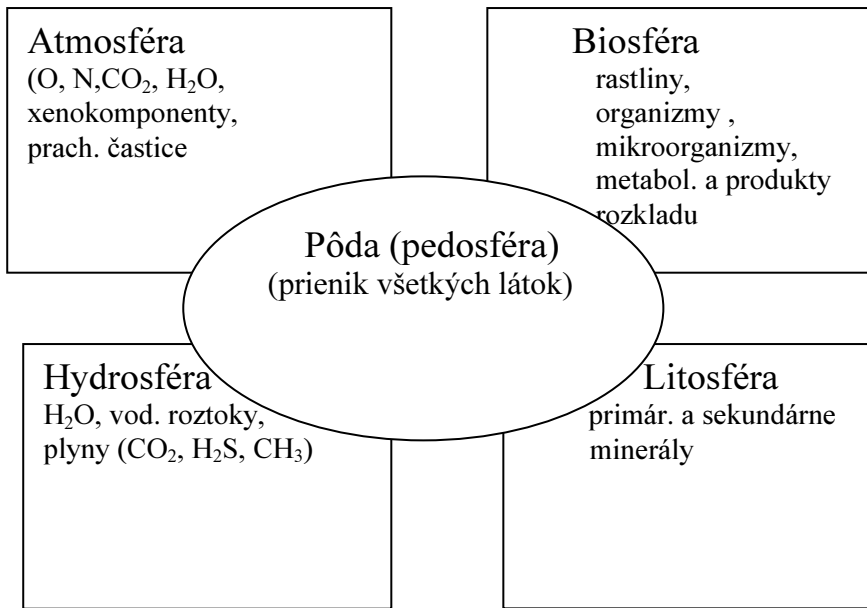 Atmosféra
(O, N,CO₂, H₂O,
xenokomponenty,
prach. častice
Biosféra
rastliny,
organizmy ,
mikroorganizmy,
metabol. a produkty
rozkladu
Pôda (pedosféra)
(prienik všetkých látok)
Hydrosféra
H₂O, vod. roztoky,
plyny (CO₂, H₂S, CH₃)
Litosféra
primár. a sekundárne
minerály